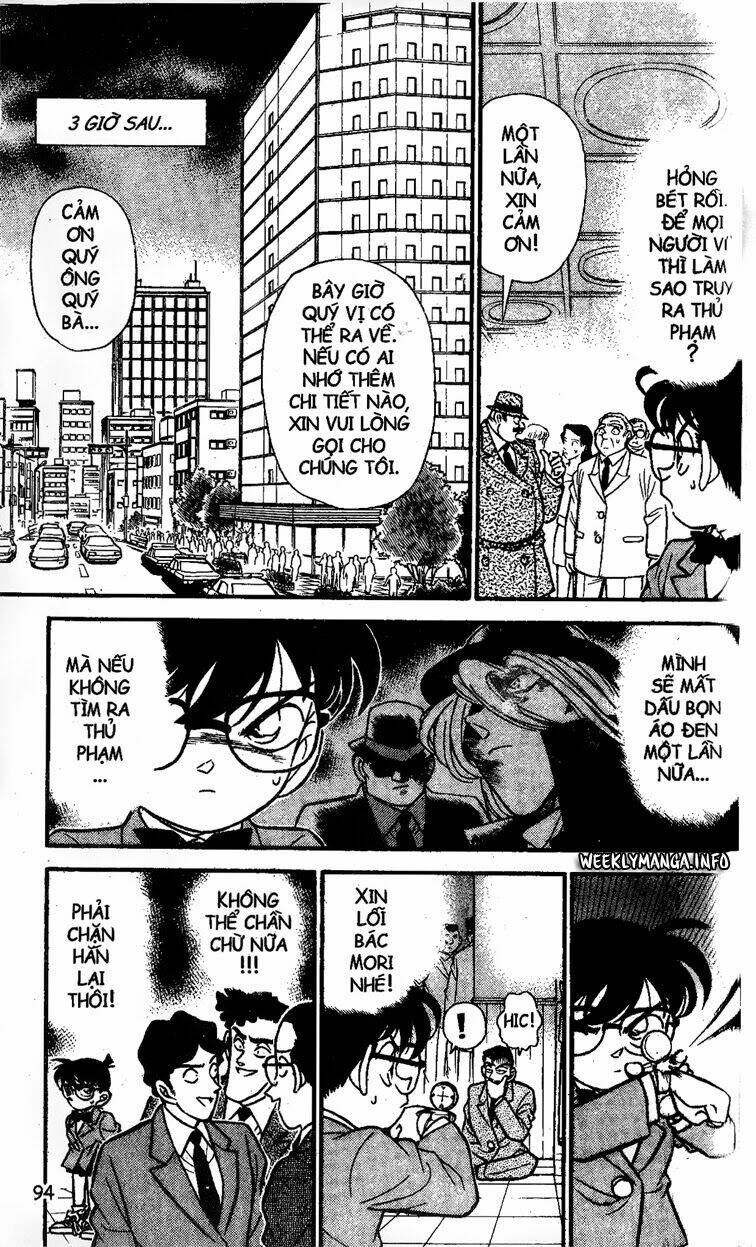 3 GIỜ SAU...
CẢM
ƠN
QUÝ
ÔNG
QUÝ
BÀ...
BÂY GIỜ
QUÝ VỊ CÓ
THỂ RA VỀ.
NẾU CÓ AI
NHỚ THÊM
CHI TIẾT NÀO,
XIN VUI LÒNG
GỌI CHO
CHÚNG TÔI.
MỘT
LẦN
NỮA,
XIN
CẢM
ƠN!
HỎNG
BÉT RỒI.
ĐỂ MỌI
NGƯỜI VỀ
THÌ LÀM
SAO TRUY
RA THỦ
PHẠM
?
MÀ NẾU
KHÔNG
TÌM RA
THỦ
PHẠM
...
MÌNH
SẼ MẤT
DẤU BỌN
ÁO ĐEN
MỘT LẦN
NỮA...
WEEKLYMANGA.INFO
PHẢI
CHẶN
HẮN
LẠI
THÔI!
KHÔNG
THỂ CHẦN
CHỪ NỮA
!!!
XIN
LỖI
BÁC
MORI
NHÉ!
!
HIC!
94